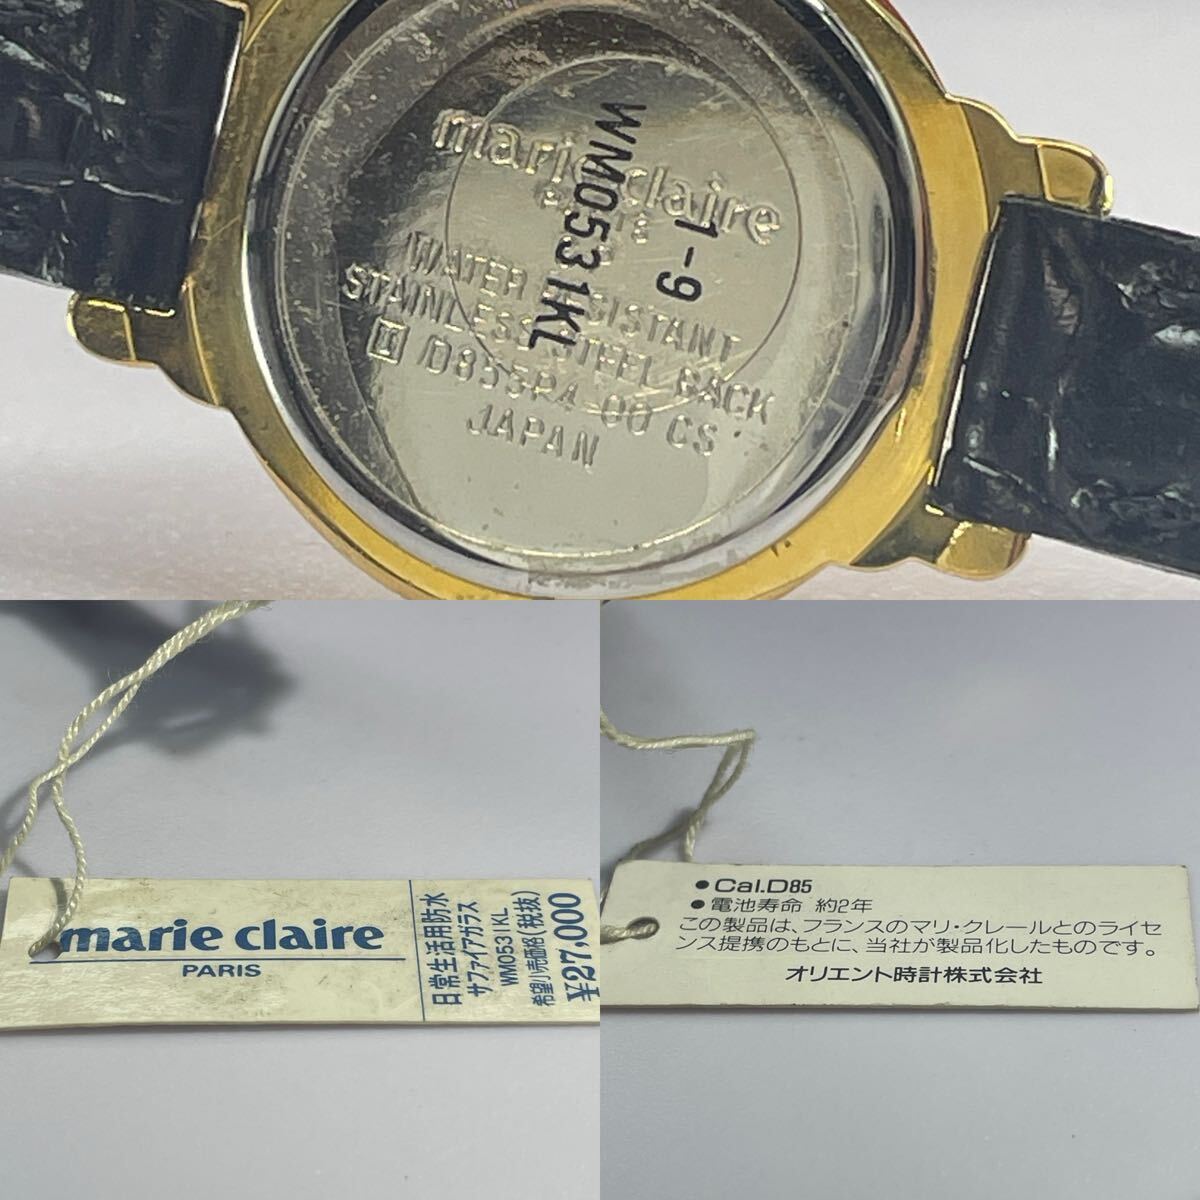 marie claire
PARIS
WATER RESISTANT
STAINLESS STEEL BACK
D855P4-00 CS
JAPAN
1-9
WM0531KL
marie claire
PARIS
日常生活用防水
サファイアガラス
WM0531KL
希望小売価格(税抜)
¥27,000
• Cal.D85
• 電池寿命 約2年
この製品は、フランスのマリ・クレールとのライセ
ンス提携のもとに、当社が製品化したものです。
オリエント時計株式会社